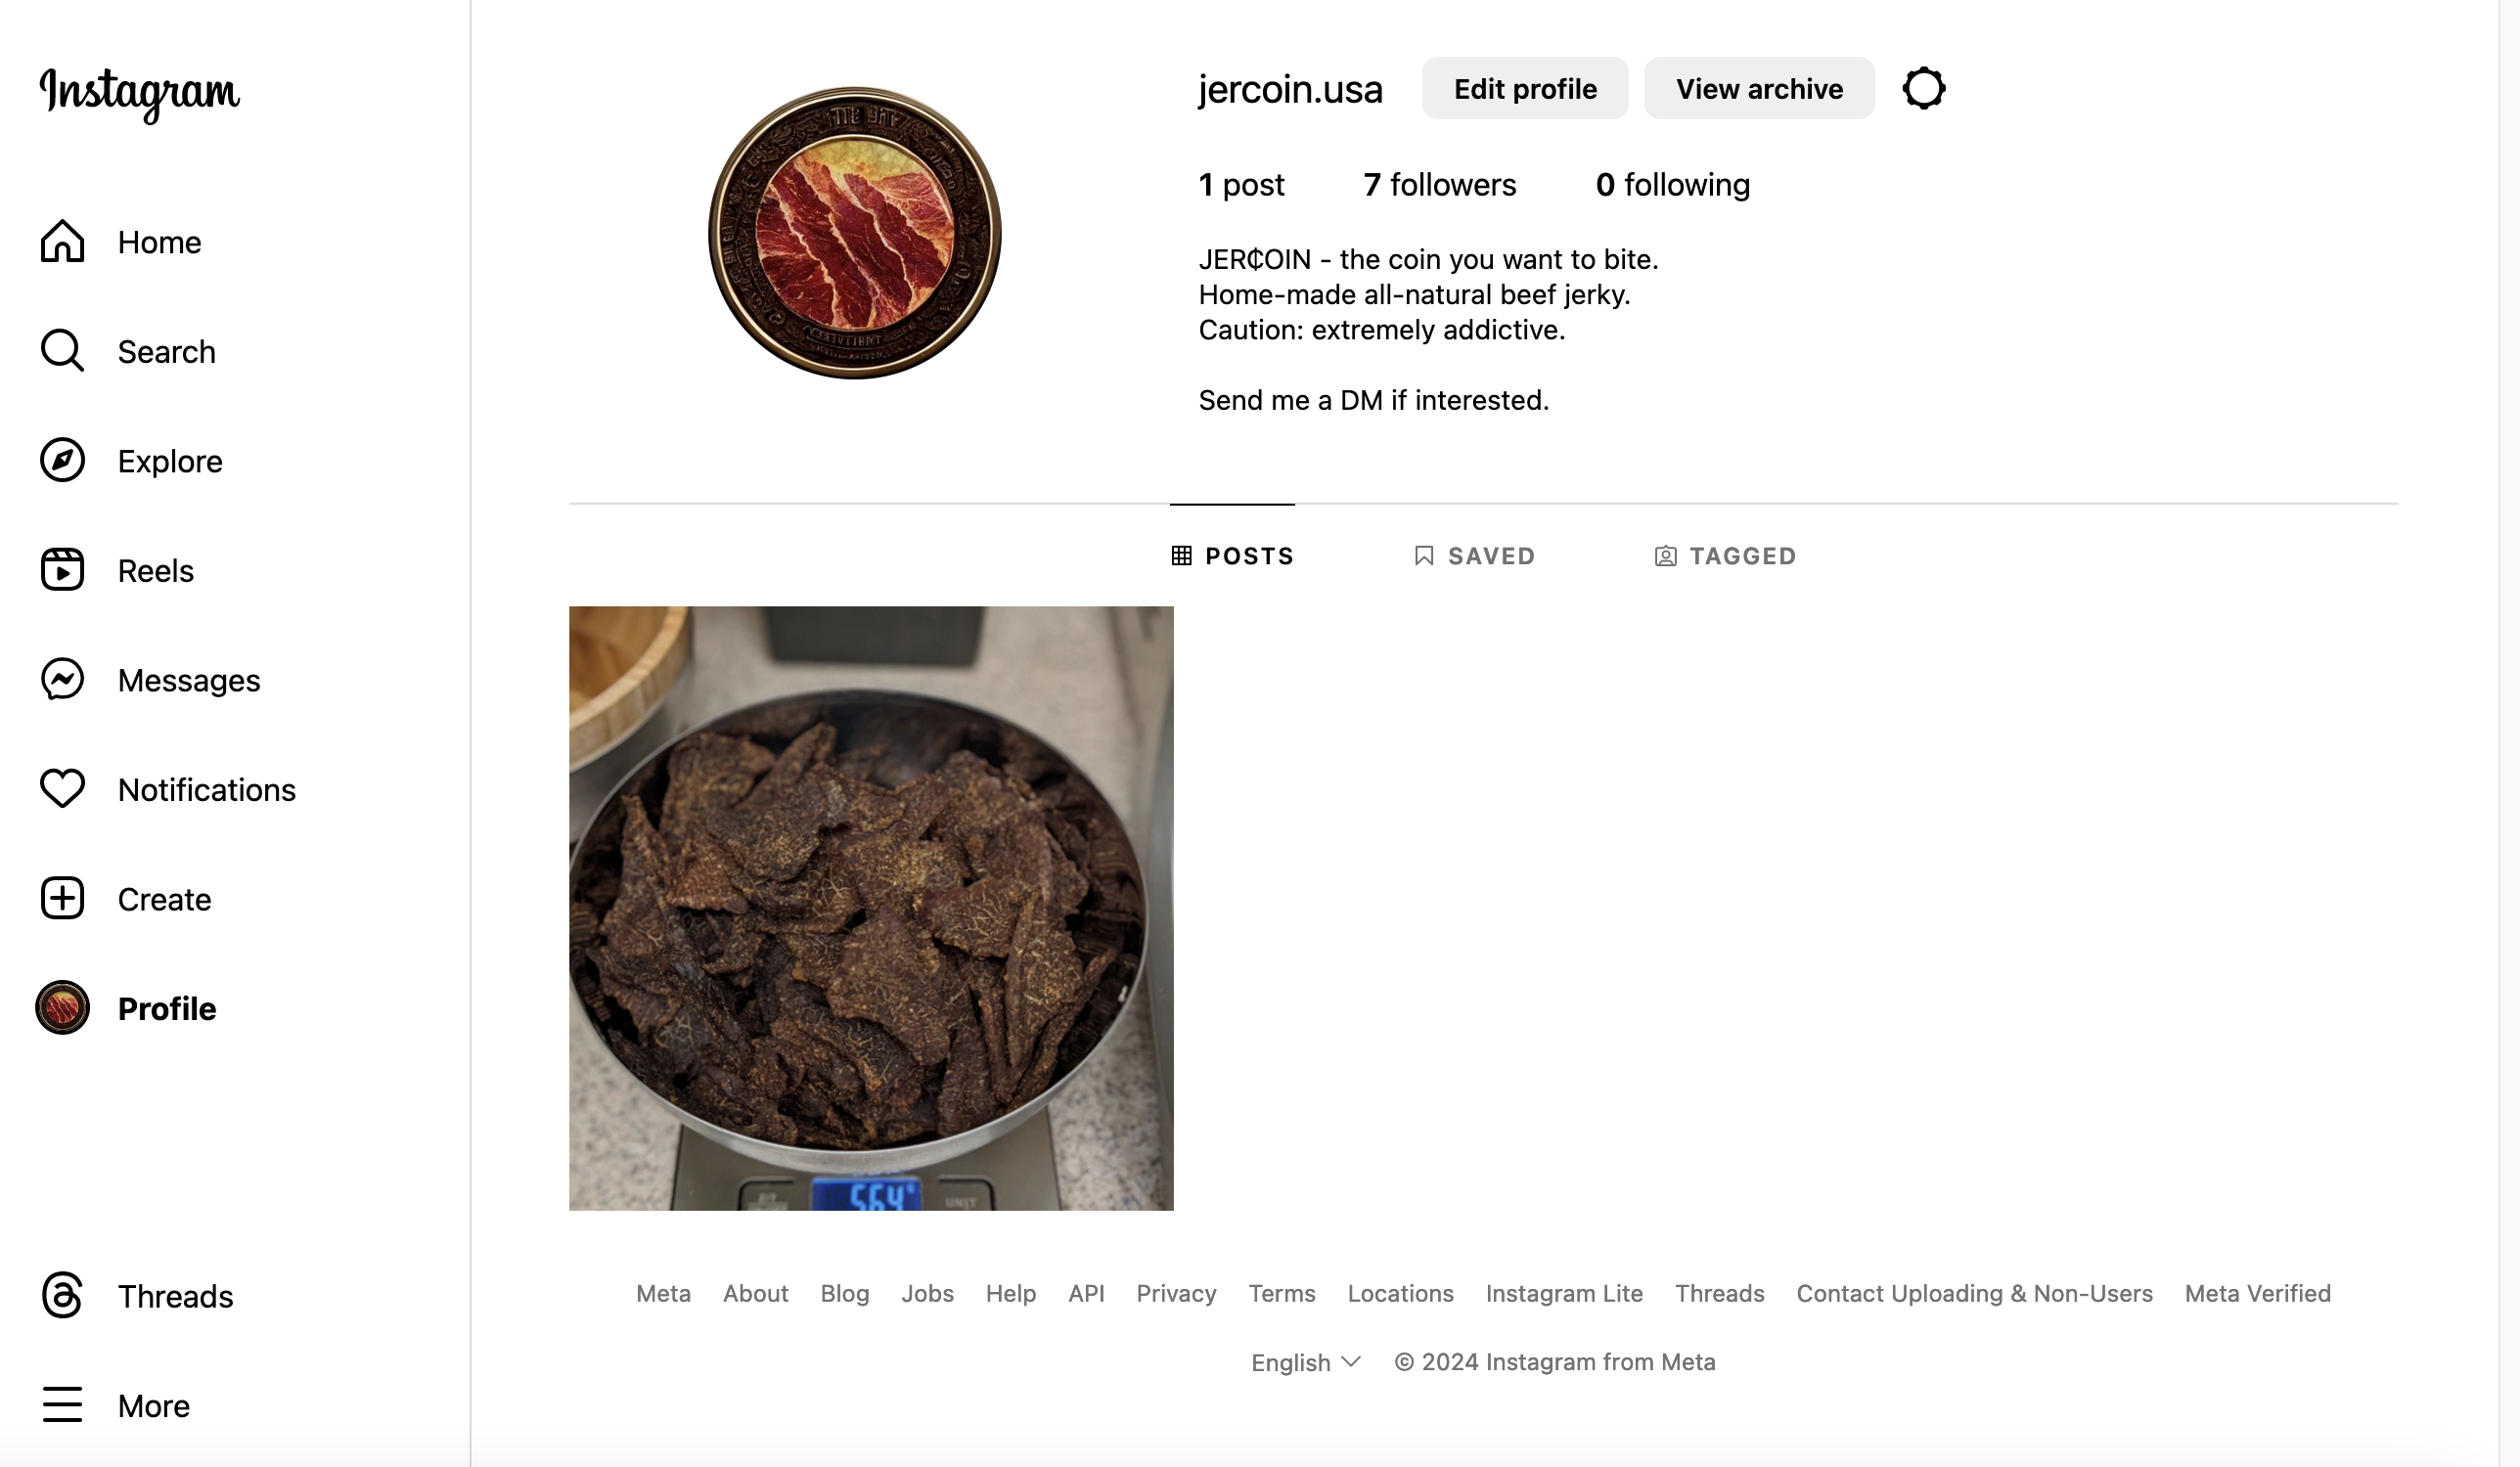 Instagram
Home
Search
Explore
Reels
Messages
Notifications
Create
Profile
Threads
More
jercoin.usa Edit profile View archive
1 post 7 followers 0 following
JER₵OIN - the coin you want to bite.
Home-made all-natural beef jerky.
Caution: extremely addictive.
Send me a DM if interested.
POSTS SAVED TAGGED
564
UNIT
Meta About Blog Jobs Help API Privacy Terms Locations Instagram Lite Threads Contact Uploading & Non-Users Meta Verified
English © 2024 Instagram from Meta